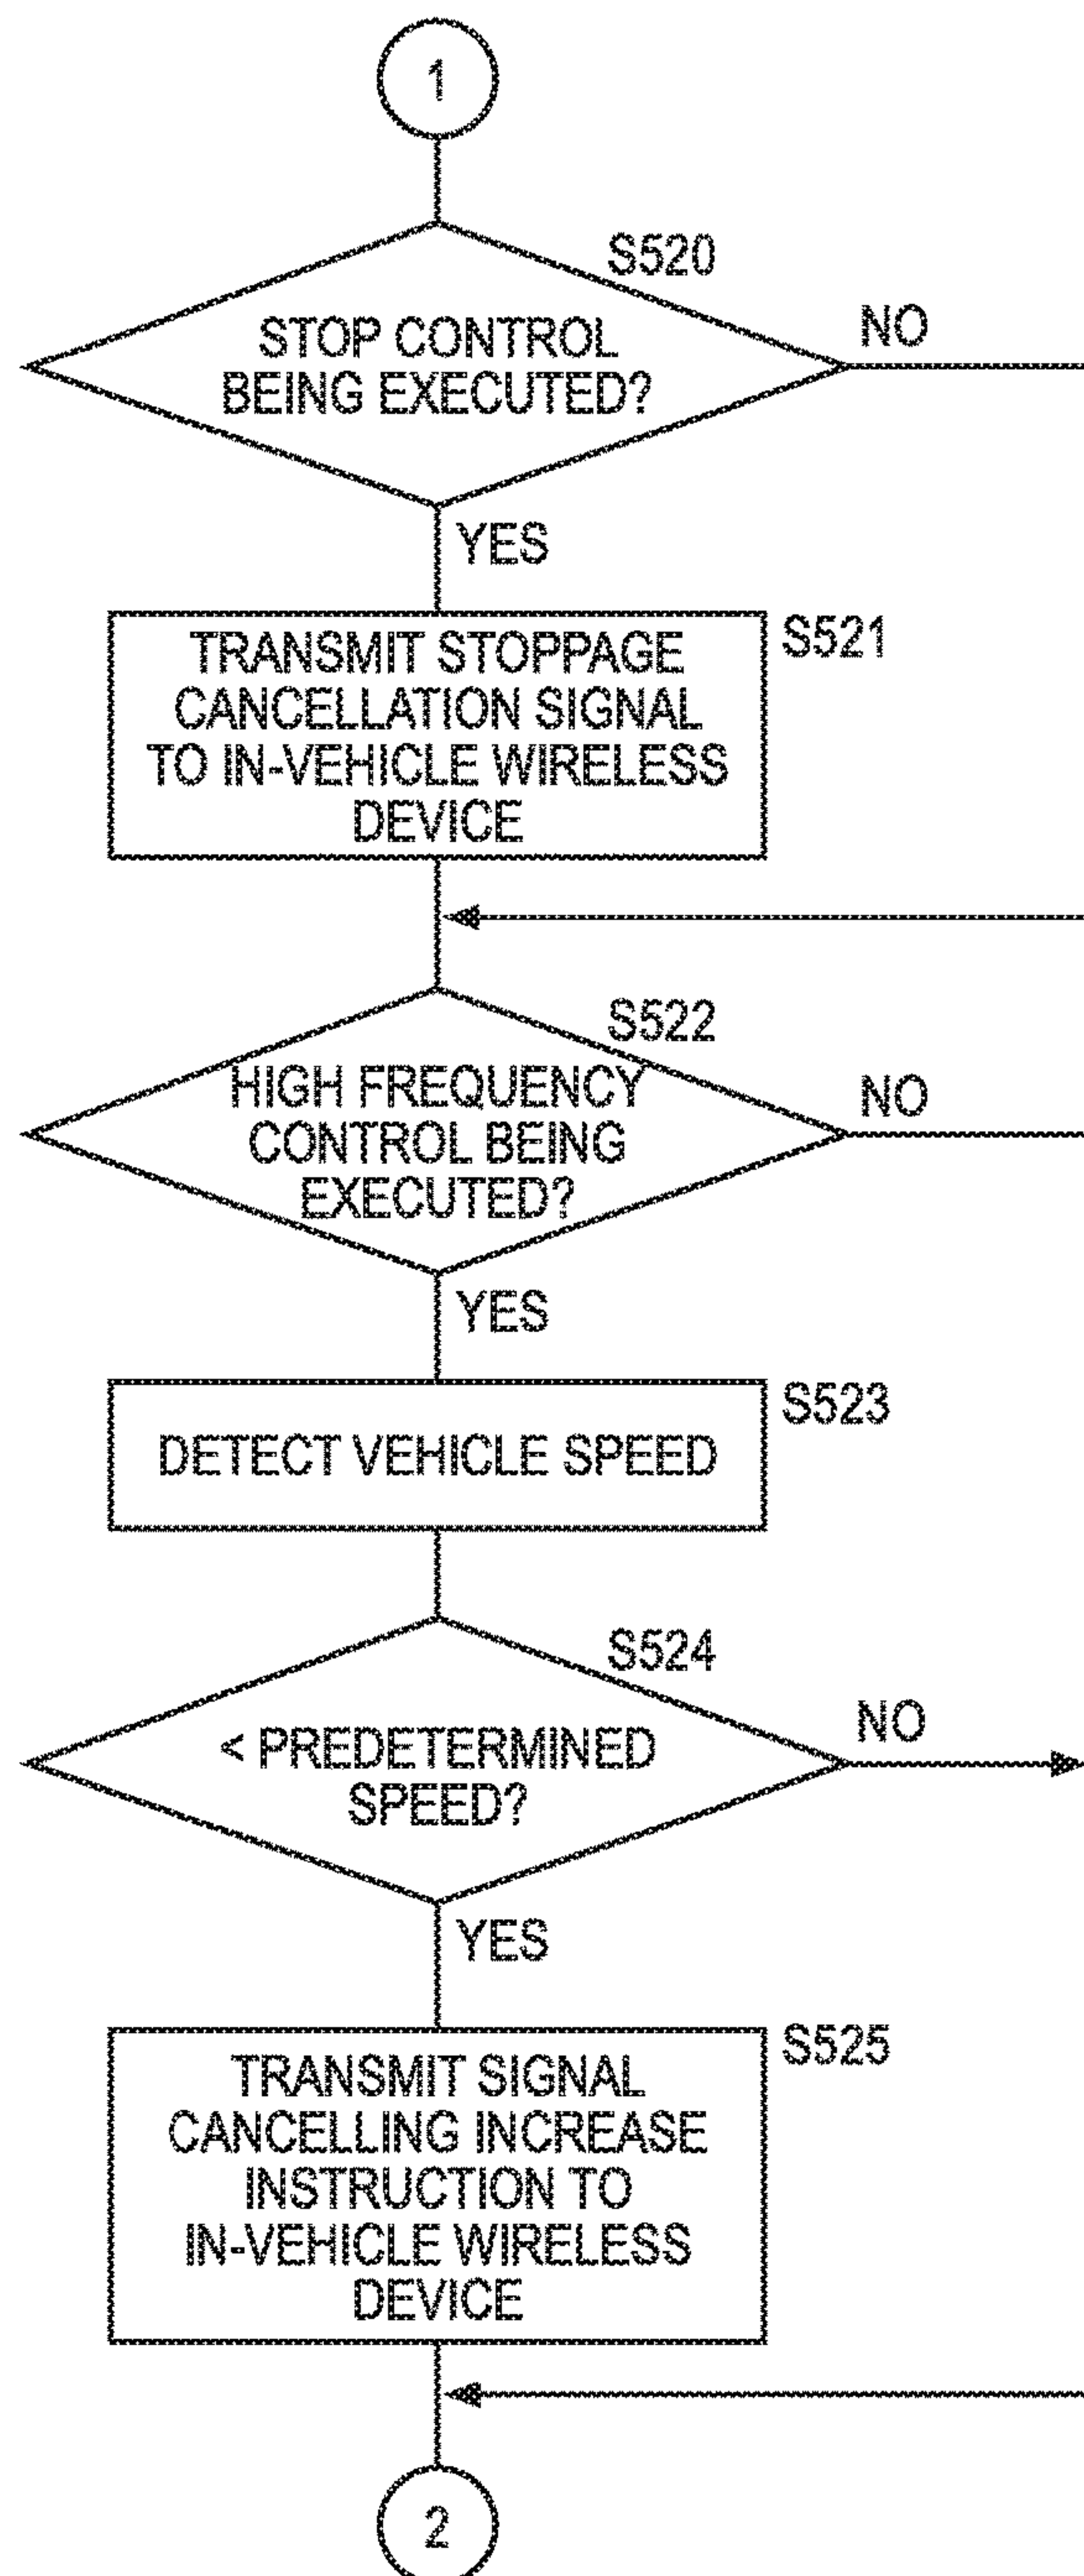 1
S520
STOP CONTROL
BEING EXECUTED?
NO
YES
S521
TRANSMIT STOPPAGE
CANCELLATION SIGNAL
TO IN-VEHICLE WIRELESS
DEVICE
S522
HIGH FREQUENCY
CONTROL BEING
EXECUTED?
NO
YES
S523
DETECT VEHICLE SPEED
S524
< PREDETERMINED
SPEED?
NO
YES
S525
TRANSMIT SIGNAL
CANCELLING INCREASE
INSTRUCTION TO
IN-VEHICLE WIRELESS
DEVICE
2